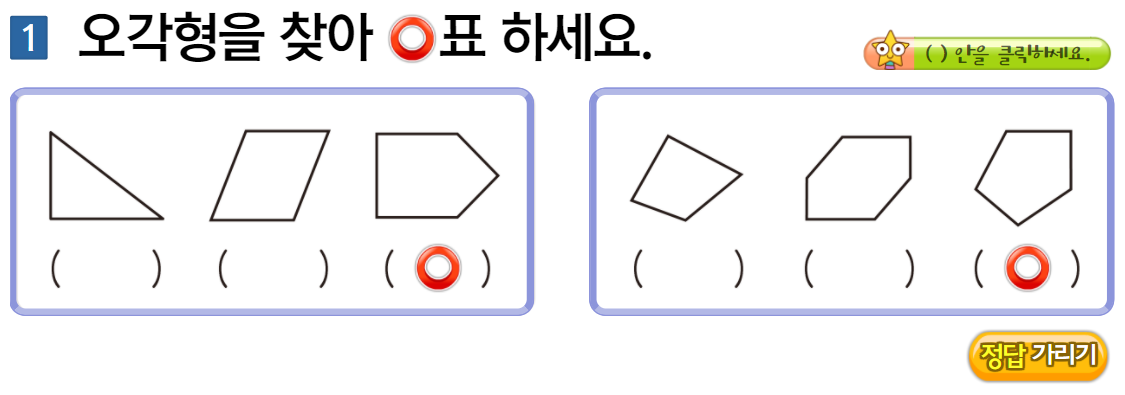 1 오각형을 찾아 ○표 하세요.
( ) 안을 클릭하세요.
( ) ( ) ( ○ ) ( ) ( ) ( ○ )
정답 가리기